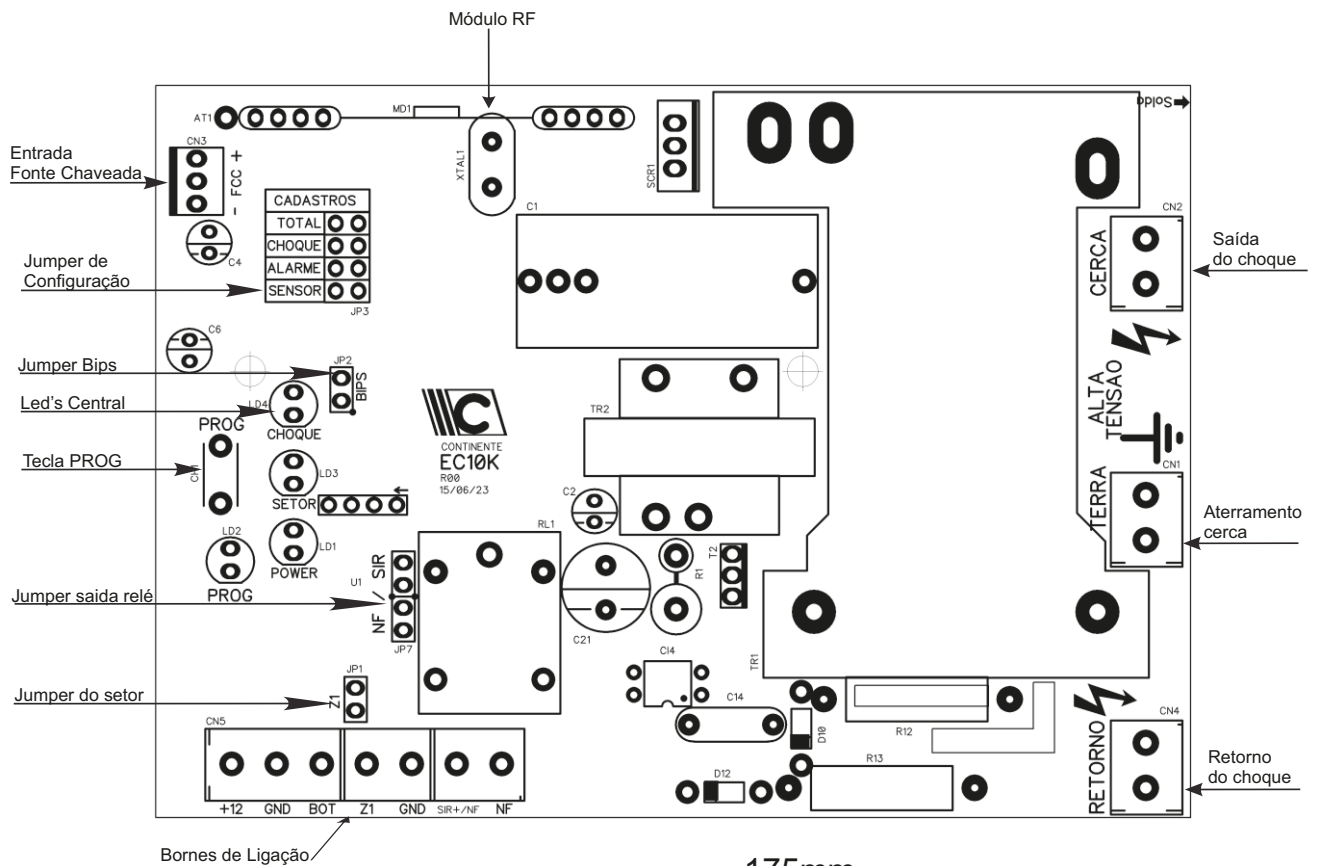 Módulo RF
Solda
AT1
MD1
CN3
Entrada
Fonte Chaveada
- FCC +
XTAL1
SCR1
CADASTROS
TOTAL
CHOQUE
ALARME
SENSOR
JP3
C1
CN2
CERCA
Saída
do choque
C4
Jumper de
Configuração
C6
Jumper Bips
JP2
BIPS
Led's Central
LD4
CHOQUE
PROG
Tecla PROG
LD3
SETOR
LD2
PROG
LD1
POWER
CONTINENTE
EC10K
R00
15/06/23
TR2
C2
ALTA
TENSAO
CN1
TERRA
Aterramento
cerca
RL1
U1
NF / SIR
JP7
Jumper saida relé
C21
R1
T2
TR1
CI4
C14
D10
R12
R13
D12
Jumper do setor
JP1
Z1
CN5
+12 GND BOT Z1 GND SIR+/NF NF
Bornes de Ligação
CN4
RETORNO
Retorno
do choque